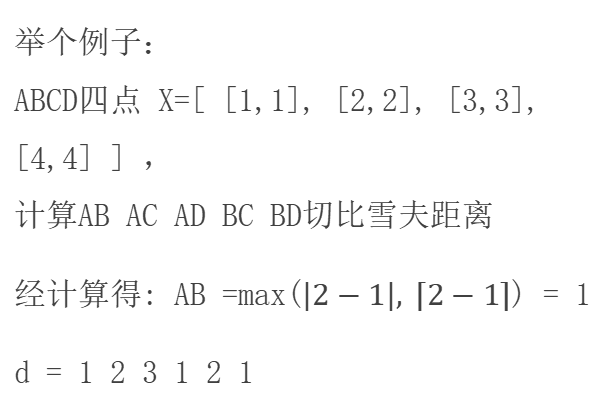 举个例子：
ABCD四点 X=[ [1,1], [2,2], [3,3],
[4,4] ] ，
计算AB AC AD BC BD切比雪夫距离
经计算得: AB =max(|2 − 1|, ⌈2 − 1⌉) = 1
d = 1 2 3 1 2 1